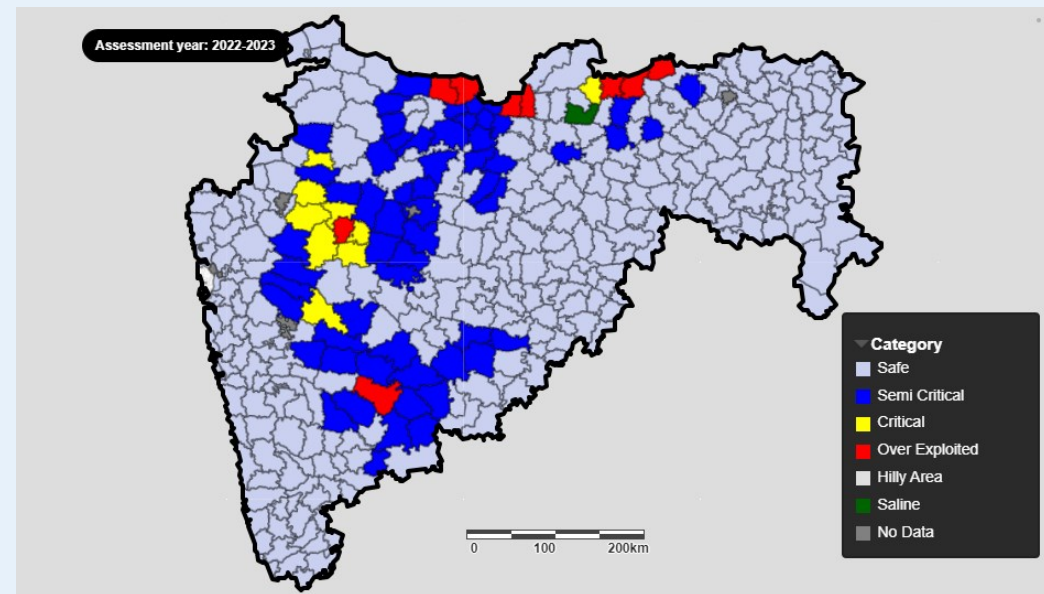 Assessment year: 2022-2023
Category
Safe
Semi Critical
Critical
Over Exploited
Hilly Area
Saline
No Data
0 100 200km